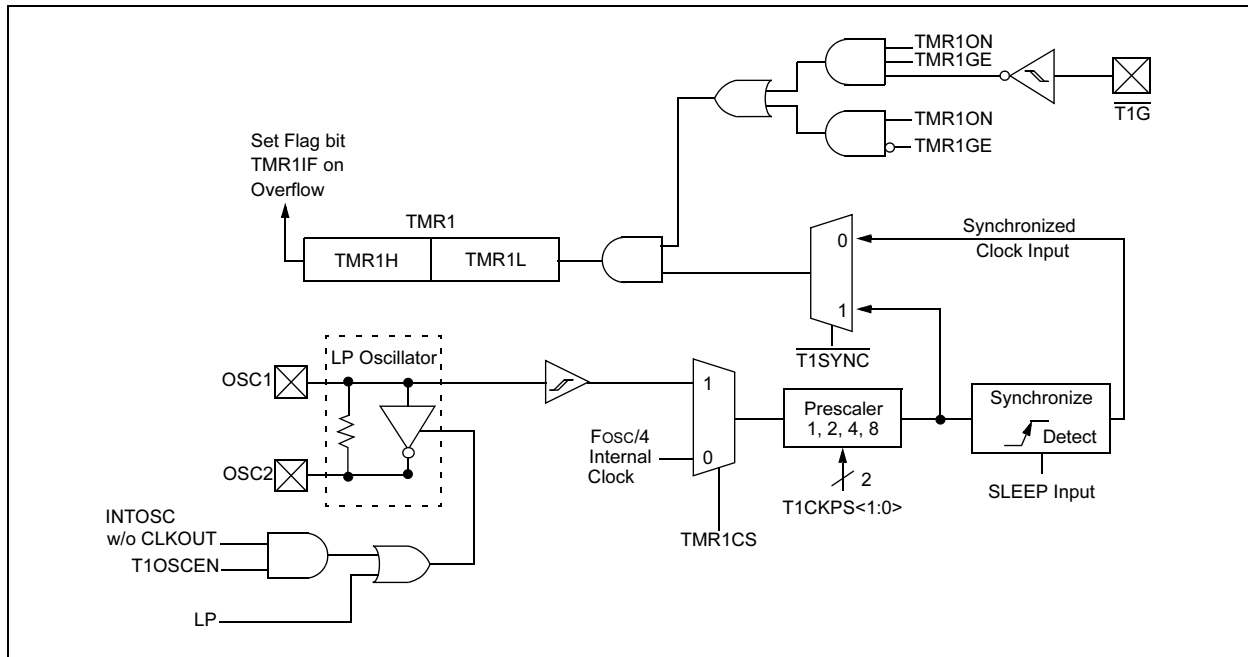 TMR1ON
TMR1GE
T1G
TMR1ON
TMR1GE
Set Flag bit
TMR1IF on
Overflow
TMR1
TMR1H
TMR1L
0
1
Synchronized
Clock Input
T1SYNC
LP Oscillator
OSC1
OSC2
1
0
FOSC/4
Internal
Clock
TMR1CS
Prescaler
1, 2, 4, 8
2
T1CKPS<1:0>
Synchronize
Detect
SLEEP Input
INTOSC
w/o CLKOUT
T1OSCEN
LP